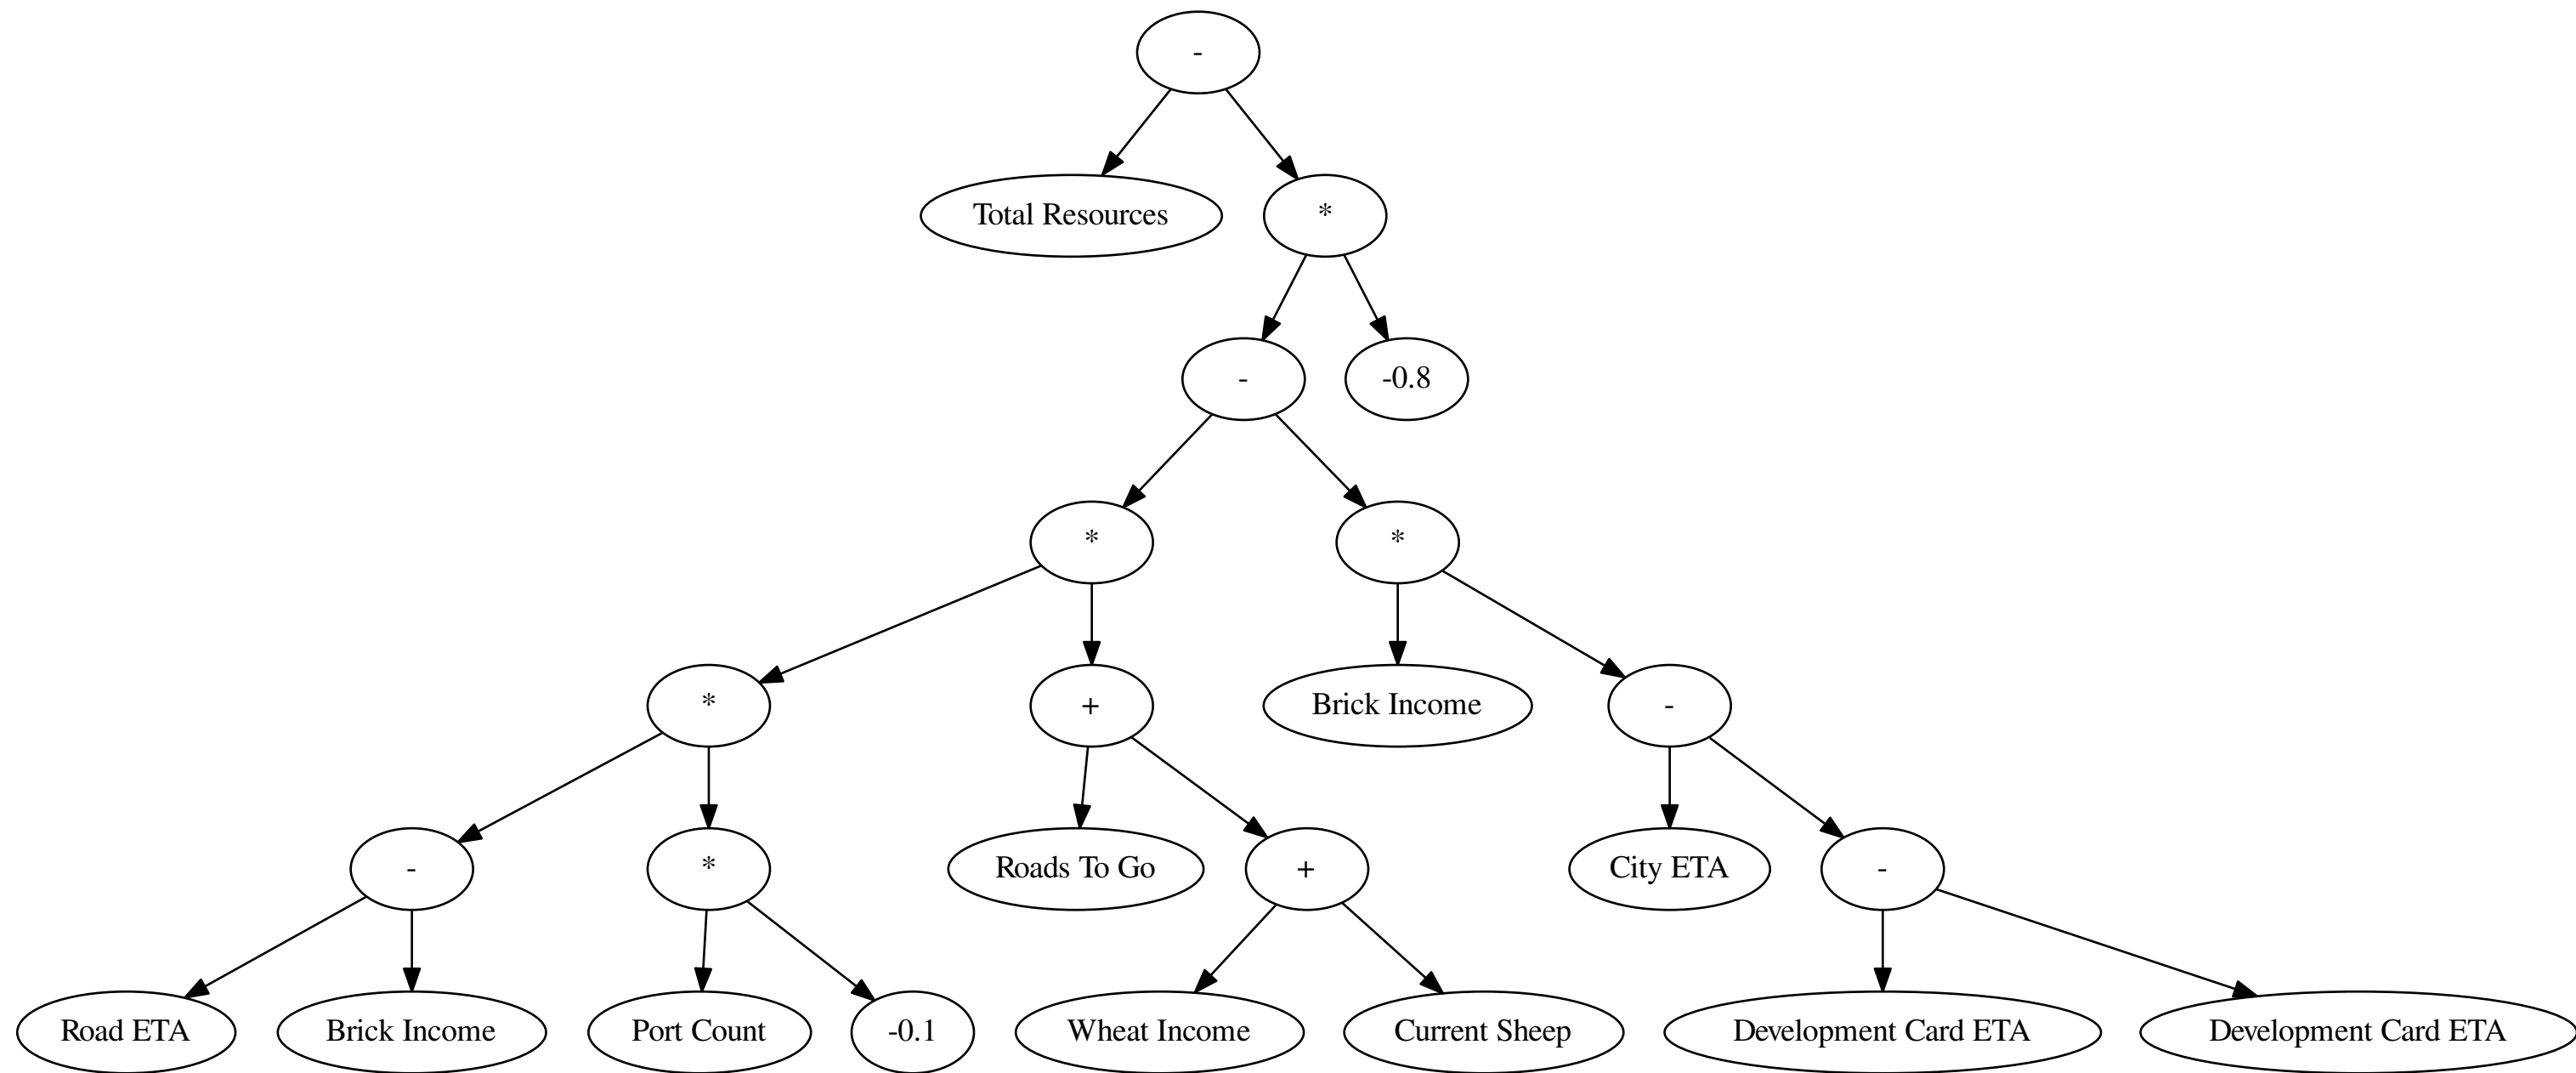 -
Total Resources
*
-
-0.8
*
*
*
+
Brick Income
-
-
*
Roads To Go
+
City ETA
-
Road ETA
Brick Income
Port Count
-0.1
Wheat Income
Current Sheep
Development Card ETA
Development Card ETA